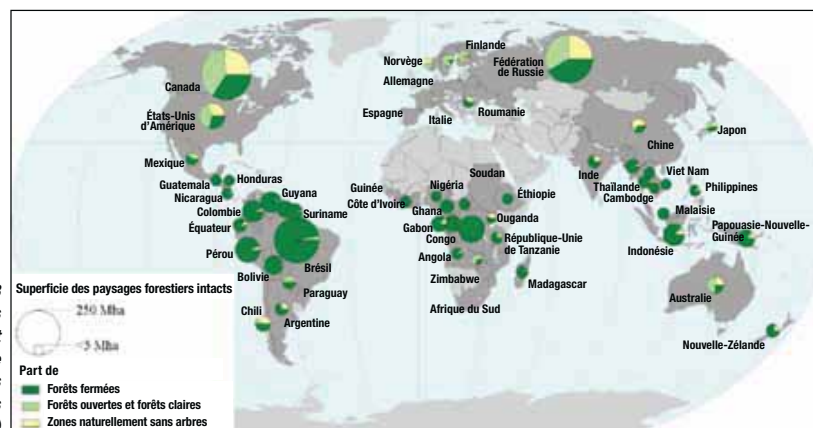 Norvège
Finlande
Fédération
de Russie
Canada
Allemagne
États-Unis
d'Amérique
Espagne
Italie
Roumanie
Chine
Japon
Mexique
Guatemala
Honduras
Nicaragua
Guyana
Colombie
Suriname
Équateur
Pérou
Brésil
Bolivie
Paraguay
Chili
Argentine
Soudan
Guinée
Nigéria
Côte d'Ivoire
Ghana
Éthiopie
Ouganda
Gabon
Congo
République-Unie
de Tanzanie
Angola
Zimbabwe
Madagascar
Afrique du Sud
Inde
Viet Nam
Thaïlande
Cambodge
Philippines
Malaisie
Papouasie-Nouvelle-
Guinée
Indonésie
Australie
Nouvelle-Zélande
Superficie des paysages forestiers intacts
250 Mha
<5 Mha
Part de
Forêts fermées
Forêts ouvertes et forêts claires
Zones naturellement sans arbres